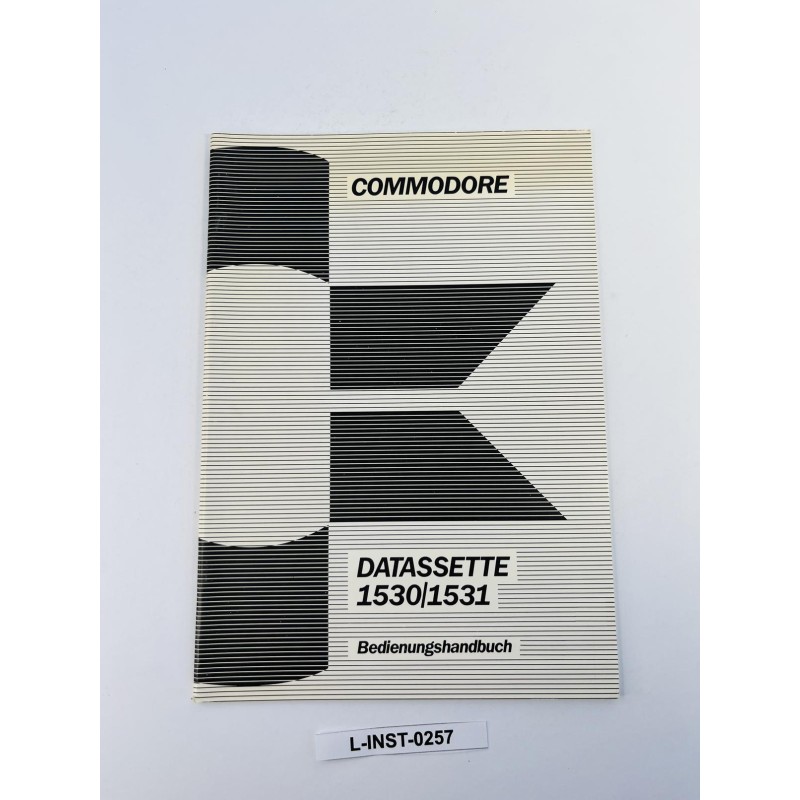 COMMODORE
DATASSETTE
1530/1531
Bedienungshandbuch
L-INST-0257